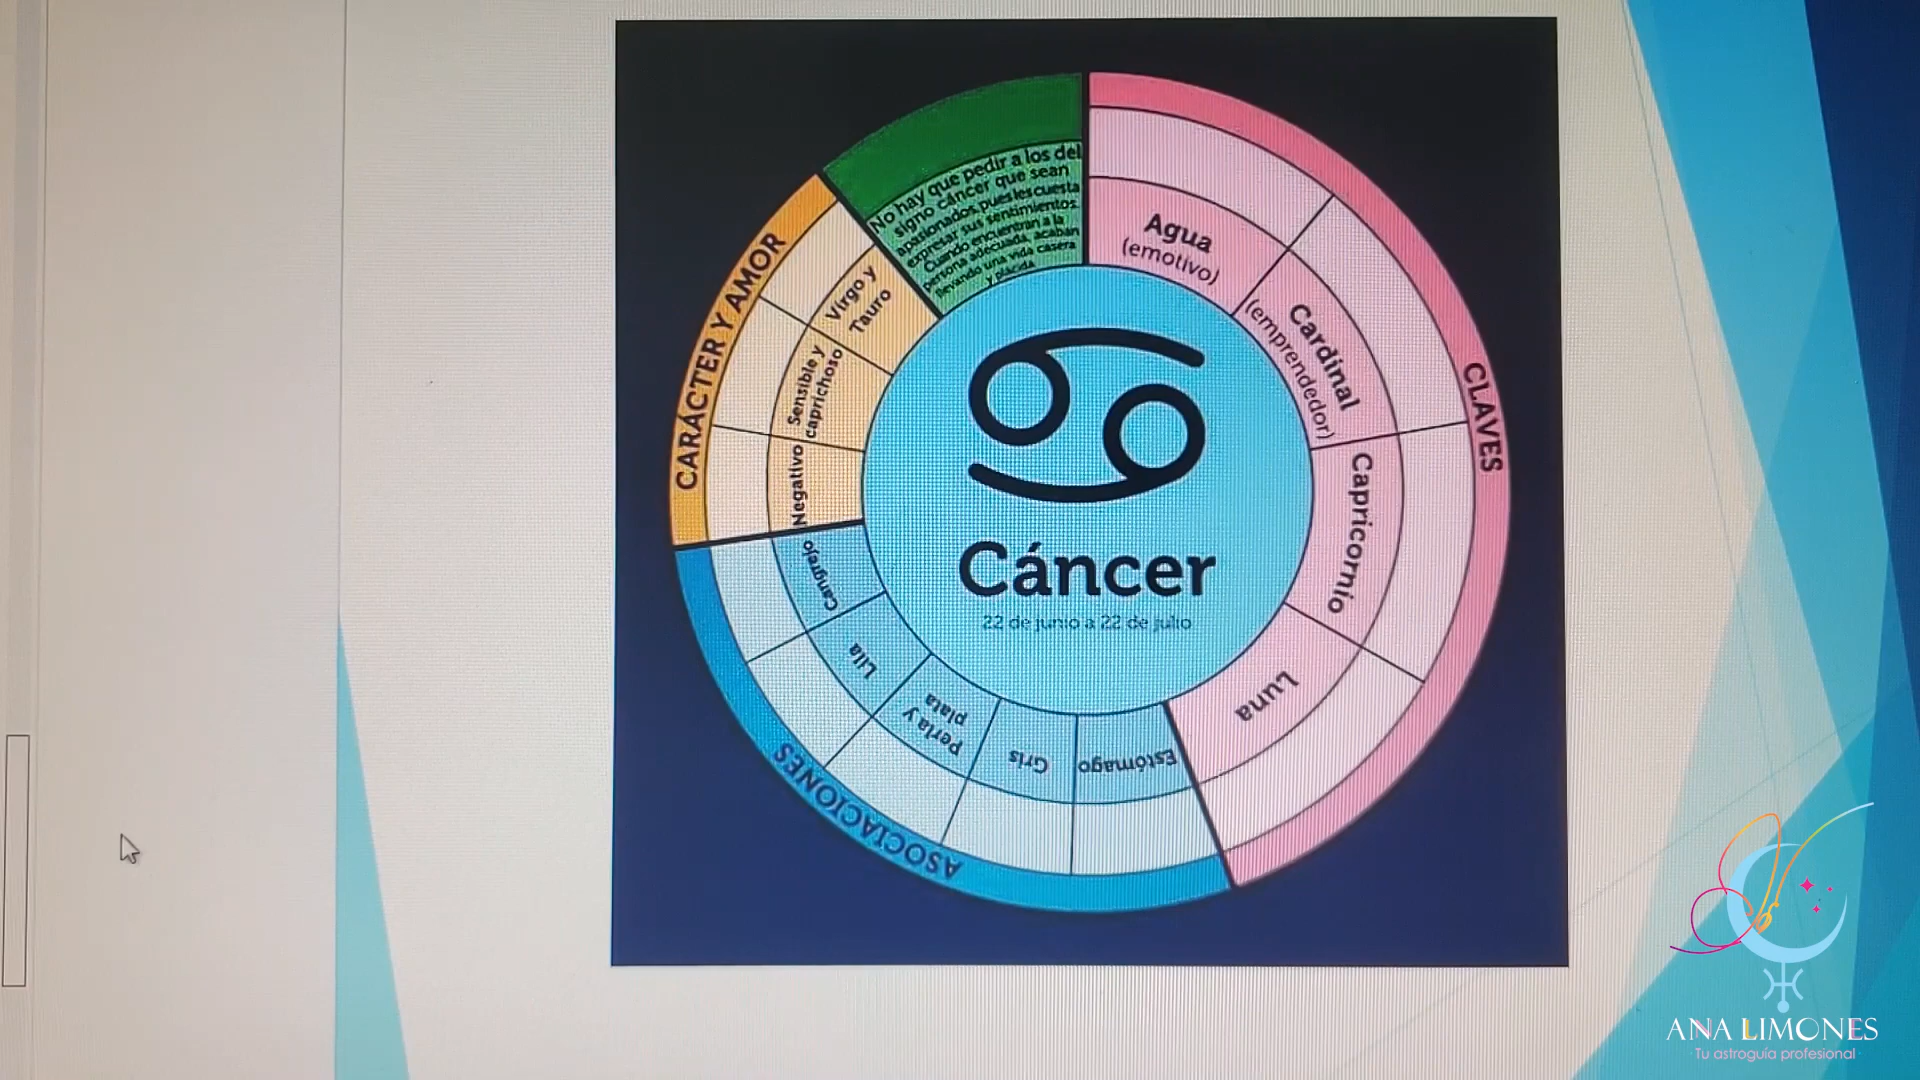 No hay que pedir a los del
signo cáncer que sean
apasionados pues les cuesta
expresar sus sentimientos.
Cuando encuentran a la
persona adecuada, acaban
llevando una vida casera
y plácida
Agua
(emotivo)
Cardinal
(emprendedor)
Capricornio
Luna
CLAVES
Estómago
Gris
Perla y
plata
Lila
Cangrejo
ASOCIACIONES
Negativo
Sensible y
caprichoso
Virgo y
Tauro
CARÁCTER Y AMOR
Cáncer
22 de junio a 22 de julio
ANA LIMONES
Tu astroguía profesional